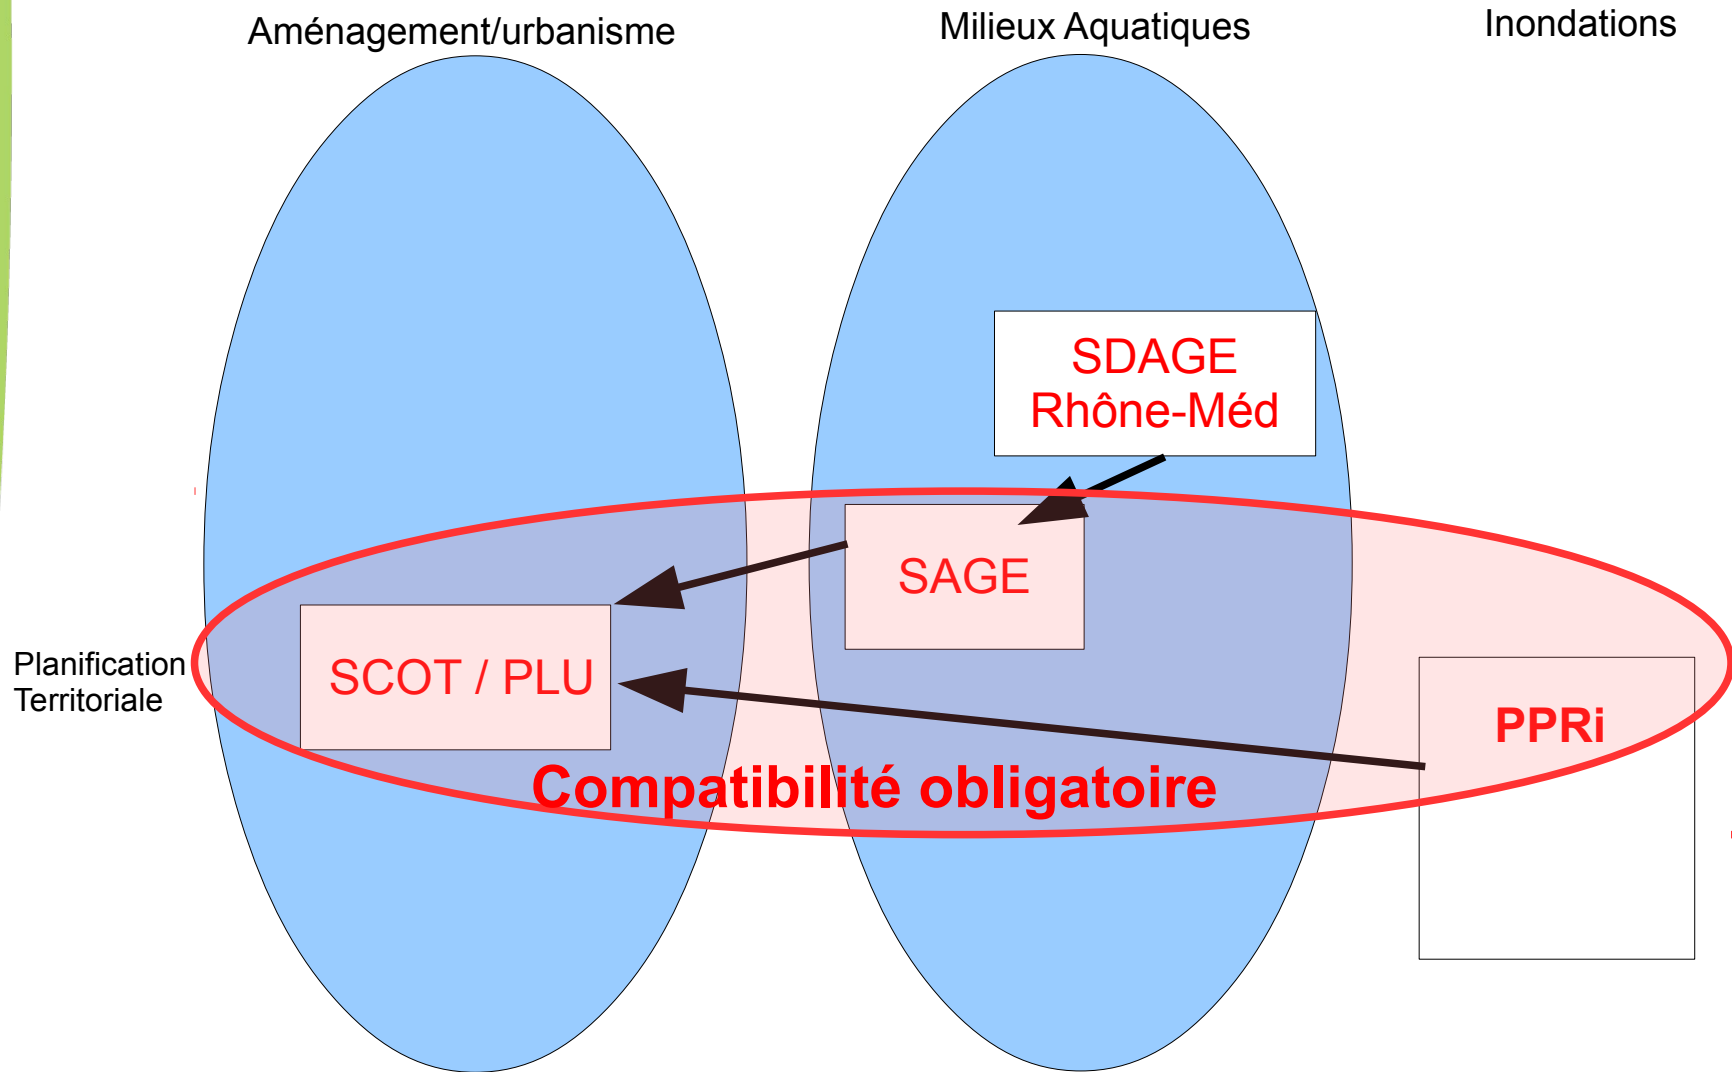 Aménagement/urbanisme
Milieux Aquatiques
Inondations
SDAGE
Rhône-Méd
SAGE
Planification
Territoriale
SCOT / PLU
PPRi
Compatibilité obligatoire